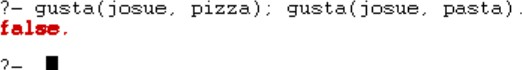 ?- gusta(josue, pizza); gusta(josue, pasta).
false.
?-